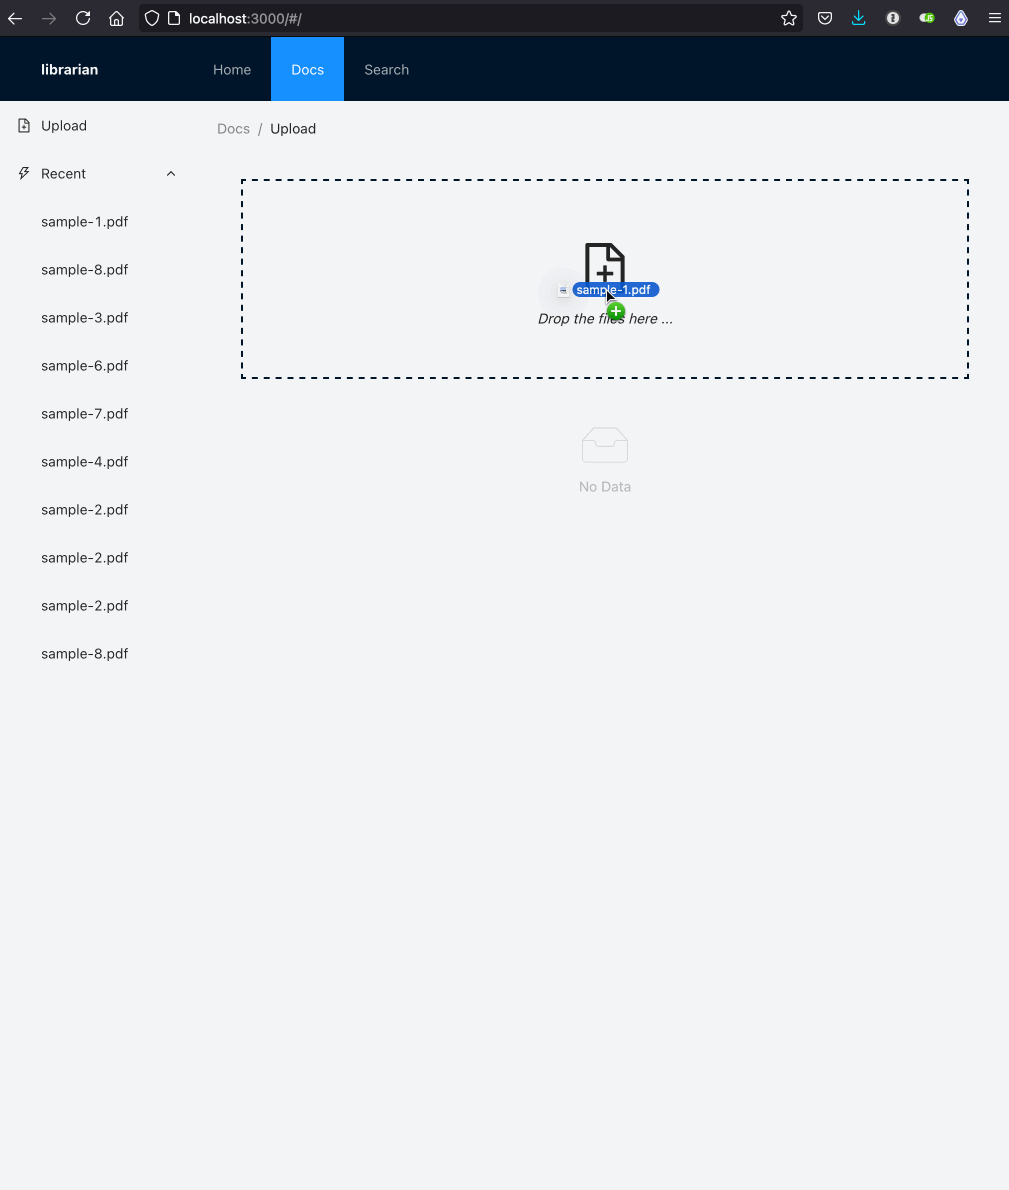 localhost:3000/#/
librarian
Home
Docs
Search
Upload
Docs / Upload
Recent
sample-1.pdf
sample-8.pdf
sample-3.pdf
sample-6.pdf
sample-7.pdf
sample-4.pdf
sample-2.pdf
sample-2.pdf
sample-2.pdf
sample-8.pdf
sample-1.pdf
Drop the files here ...
No Data